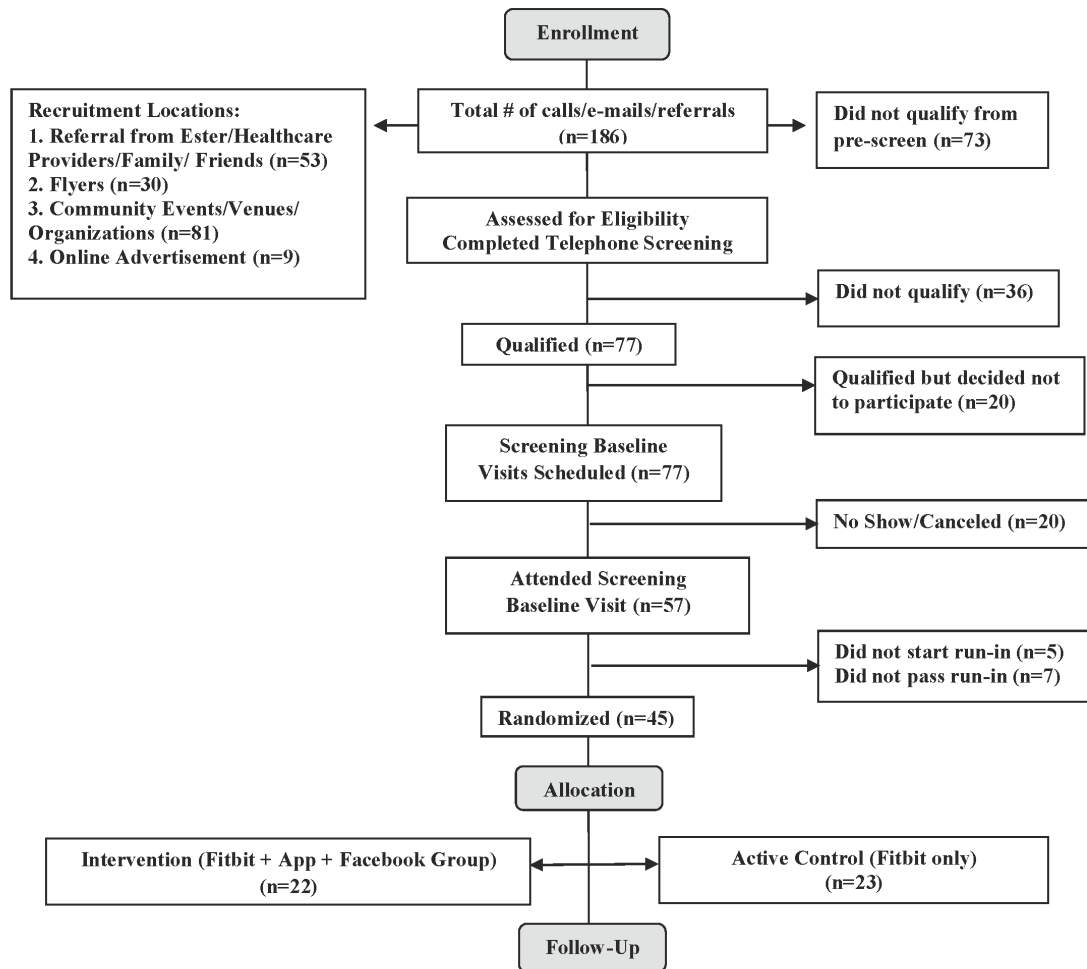 Enrollment
Total # of calls/e-mails/referrals
(n=186)
Recruitment Locations:
1. Referral from Ester/Healthcare
Providers/Family/ Friends (n=53)
2. Flyers (n=30)
3. Community Events/Venues/
Organizations (n=81)
4. Online Advertisement (n=9)
Did not qualify from
pre-screen (n=73)
Assessed for Eligibility
Completed Telephone Screening
Did not qualify (n=36)
Qualified (n=77)
Qualified but decided not
to participate (n=20)
Screening Baseline
Visits Scheduled (n=77)
No Show/Canceled (n=20)
Attended Screening
Baseline Visit (n=57)
Did not start run-in (n=5)
Did not pass run-in (n=7)
Randomized (n=45)
Allocation
Intervention (Fitbit + App + Facebook Group)
(n=22)
Active Control (Fitbit only)
(n=23)
Follow-Up